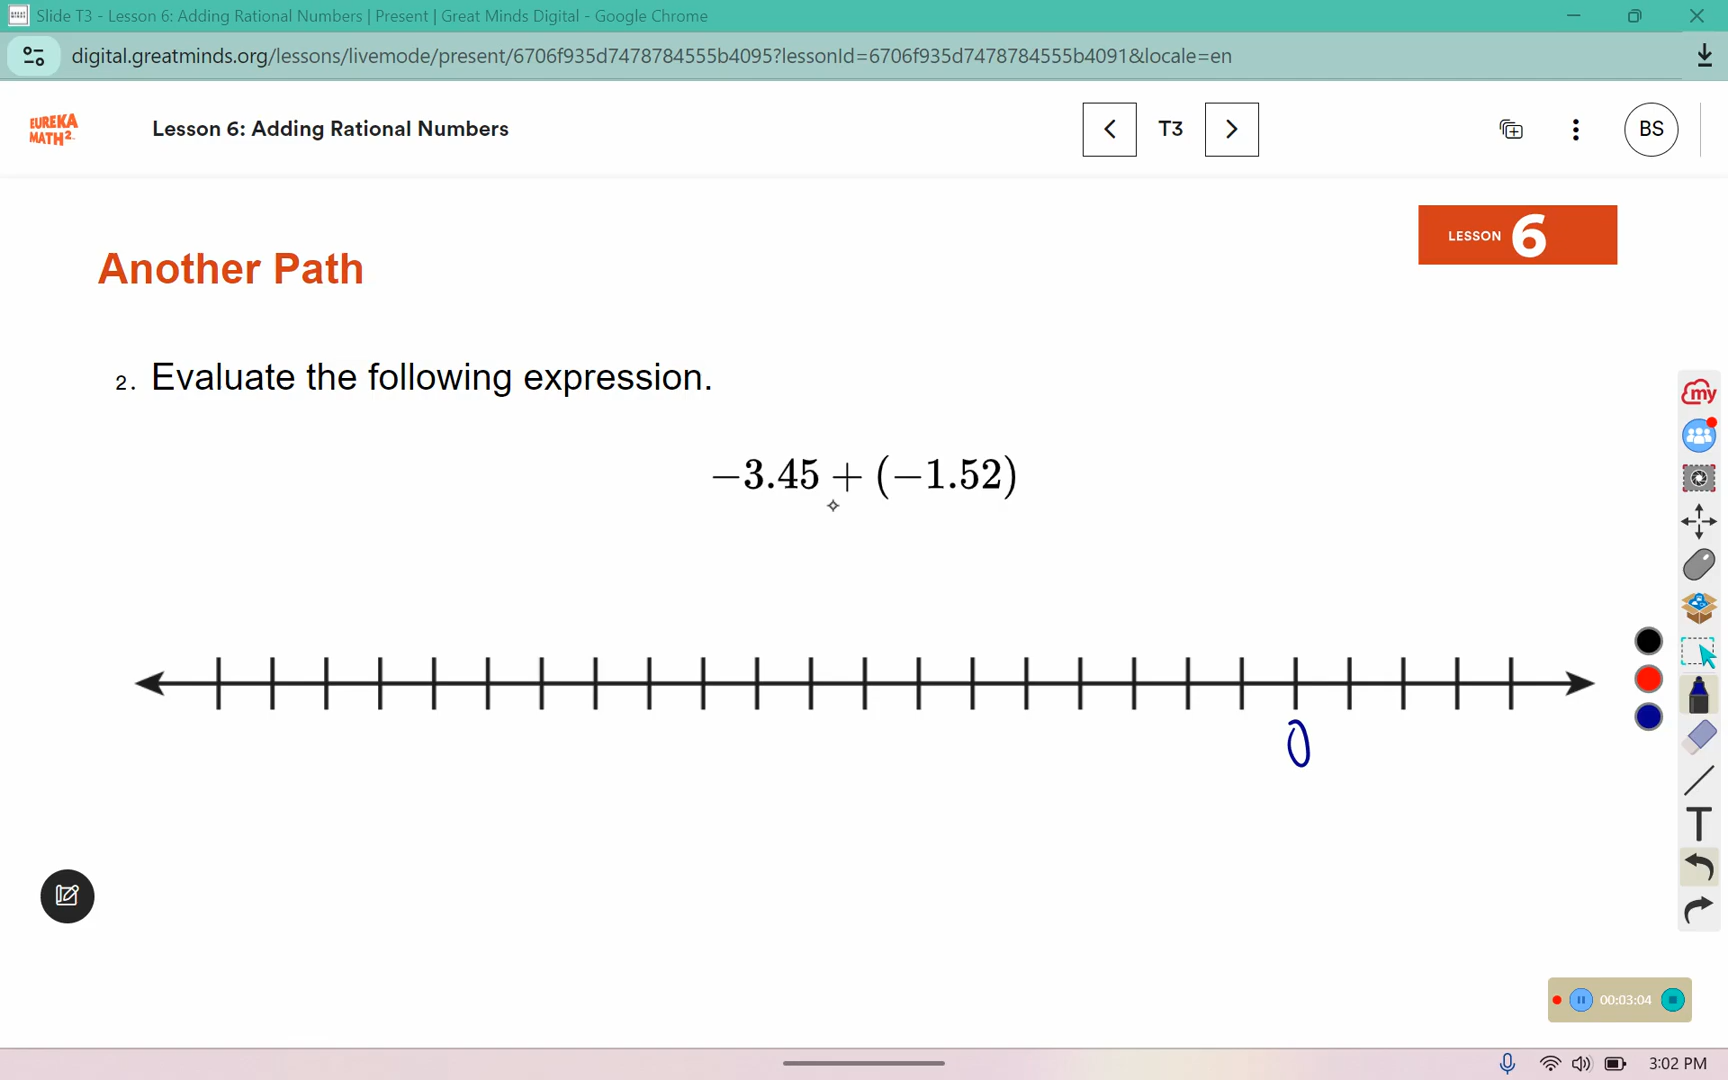 Slide T3 - Lesson 6: Adding Rational Numbers | Present | Great Minds Digital - Google Chrome
digital.greatminds.org/lessons/livemode/present/6706f935d7478784555b4095?lessonId=6706f935d7478784555b4091&locale=en
EUREKA
MATH²
Lesson 6: Adding Rational Numbers
T3
BS
LESSON 6
Another Path
2. Evaluate the following expression.
−3.45 + (−1.52)
my
0
T
00:03:04
3:02 PM